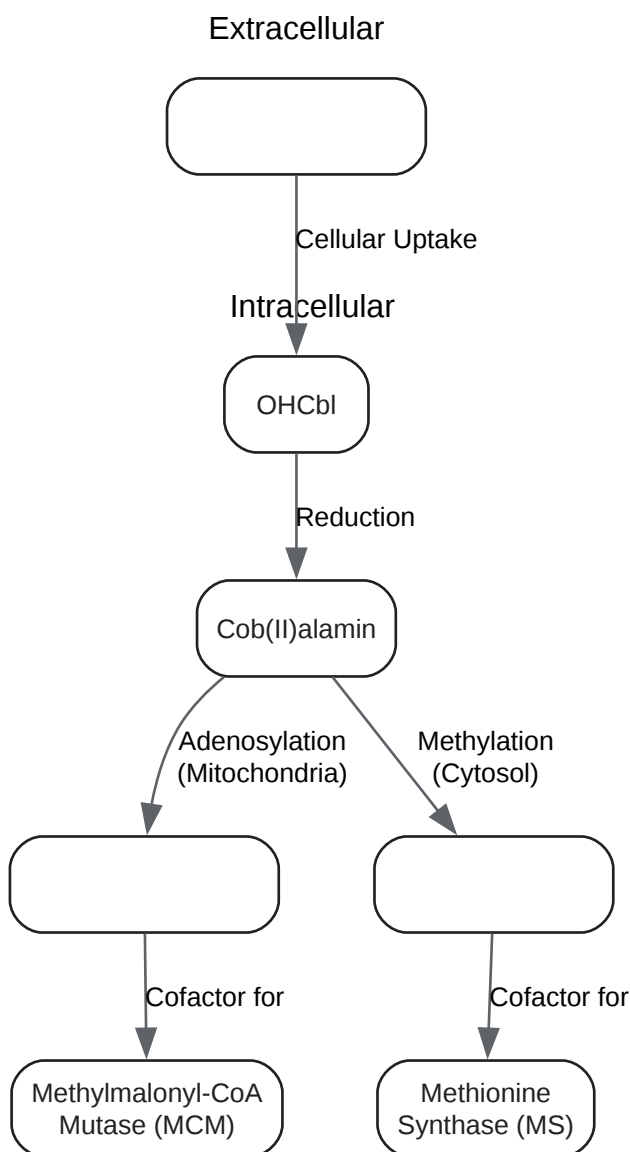 Extracellular
Cellular Uptake
Intracellular
OHCbl
Reduction
Cob(II)alamin
Adenosylation
(Mitochondria)
Methylation
(Cytosol)
Cofactor for
Cofactor for
Methylmalonyl-CoA
Mutase (MCM)
Methionine
Synthase (MS)